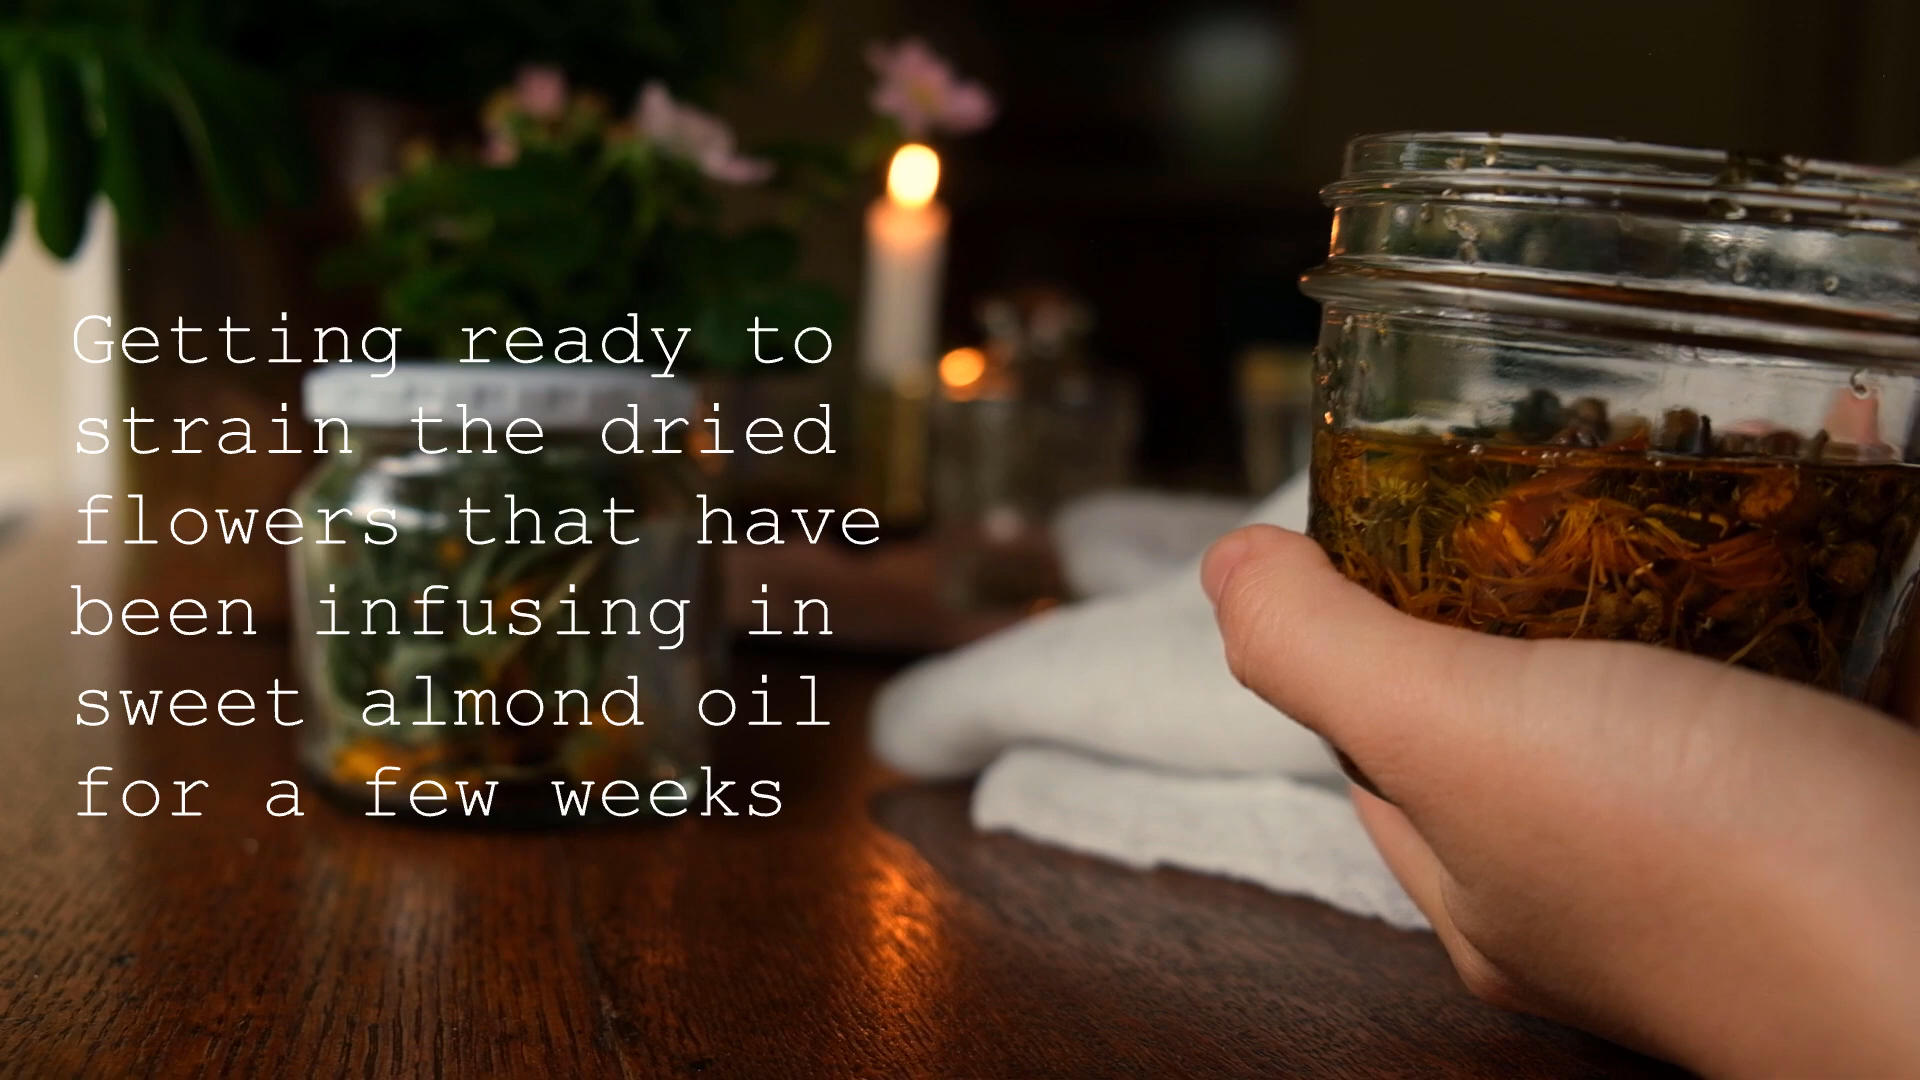 Getting ready to
strain the dried
flowers that have
been infusing in
sweet almond oil
for a few weeks